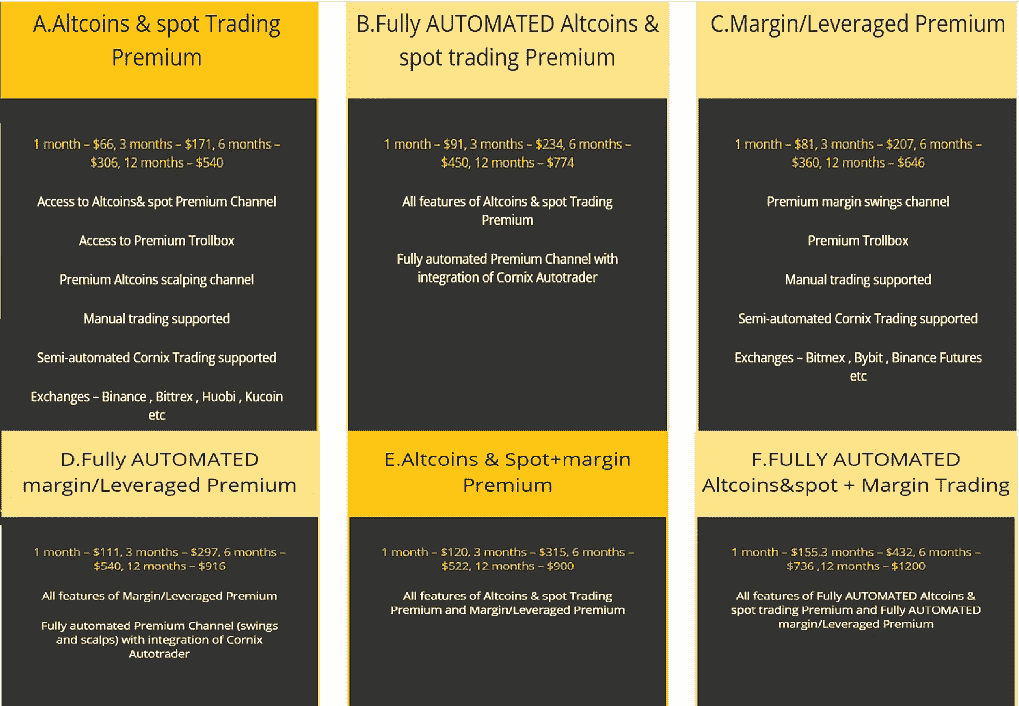 A.Altcoins & spot Trading
Premium
1 month – $66, 3 months – $171, 6 months –
$306, 12 months – $540
Access to Altcoins& spot Premium Channel
Access to Premium Trollbox
Premium Altcoins scalping channel
Manual trading supported
Semi-automated Cornix Trading supported
Exchanges – Binance , Bittrex , Huobi , Kucoin
etc
B.Fully AUTOMATED Altcoins &
spot trading Premium
1 month – $91, 3 months – $234, 6 months –
$450, 12 months – $774
All features of Altcoins & spot Trading
Premium
Fully automated Premium Channel with
integration of Cornix Autotrader
C.Margin/Leveraged Premium
1 month – $81, 3 months – $207, 6 months –
$360, 12 months – $646
Premium margin swings channel
Premium Trollbox
Manual trading supported
Semi-automated Cornix Trading supported
Exchanges – Bitmex , Bybit , Binance Futures
etc
D.Fully AUTOMATED
margin/Leveraged Premium
1 month – $111, 3 months – $297, 6 months –
$540, 12 months – $916
All features of Margin/Leveraged Premium
Fully automated Premium Channel (swings
and scalps) with integration of Cornix
Autotrader
E.Altcoins & Spot+margin
Premium
1 month – $120, 3 months – $315, 6 months –
$522, 12 months – $900
All features of Altcoins & spot Trading
Premium and Margin/Leveraged Premium
F.FULLY AUTOMATED
Altcoins&spot + Margin Trading
1 month – $155.3 months – $432, 6 months –
$736 ,12 months – $1200
All features of Fully AUTOMATED Altcoins &
spot trading Premium and Fully AUTOMATED
margin/Leveraged Premium